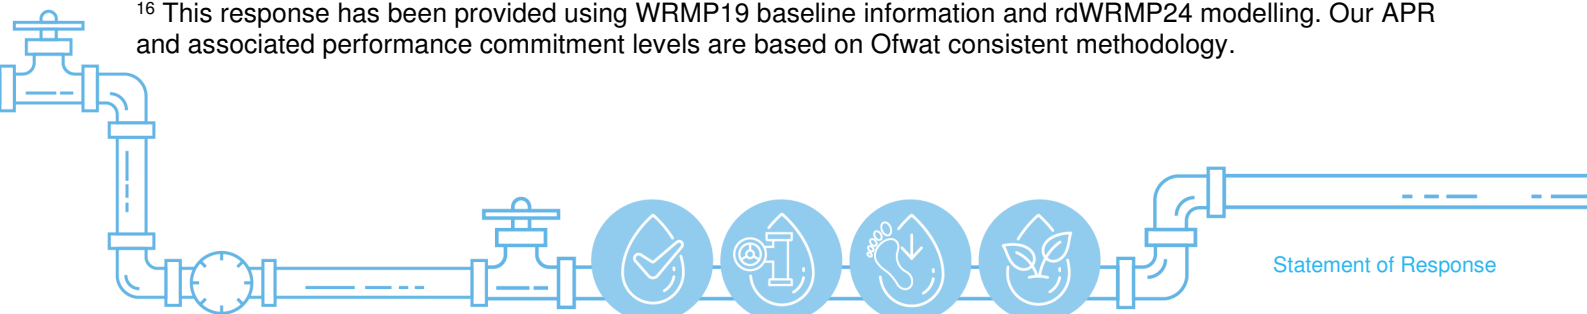 16 This response has been provided using WRMP19 baseline information and rdWRMP24 modelling. Our APR
and associated performance commitment levels are based on Ofwat consistent methodology.
Statement of Response